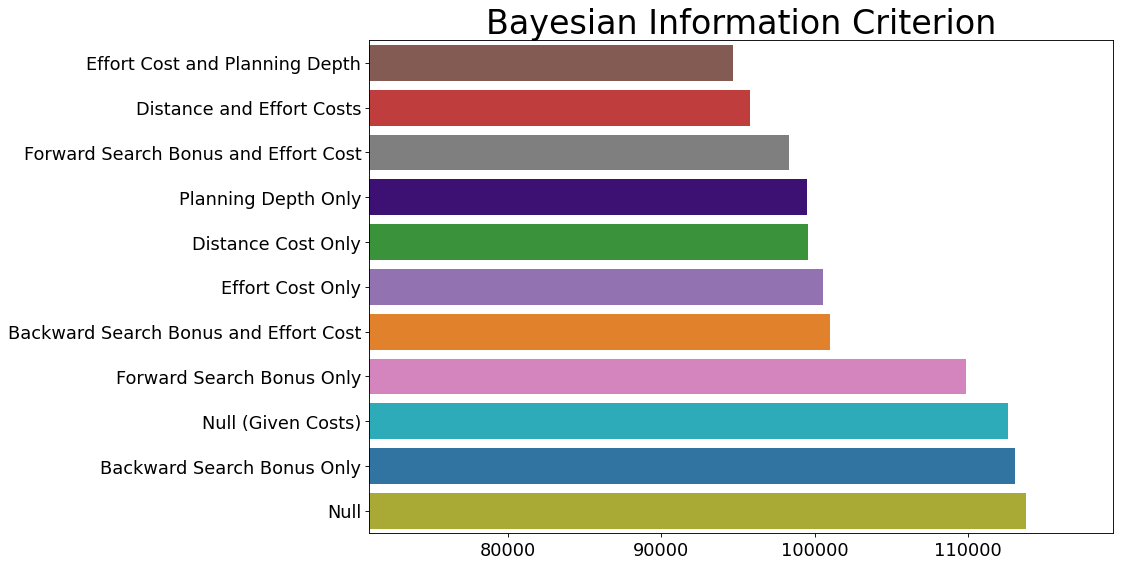 Bayesian Information Criterion
Effort Cost and Planning Depth
Distance and Effort Costs
Forward Search Bonus and Effort Cost
Planning Depth Only
Distance Cost Only
Effort Cost Only
Backward Search Bonus and Effort Cost
Forward Search Bonus Only
Null (Given Costs)
Backward Search Bonus Only
Null
80000 90000 100000 110000